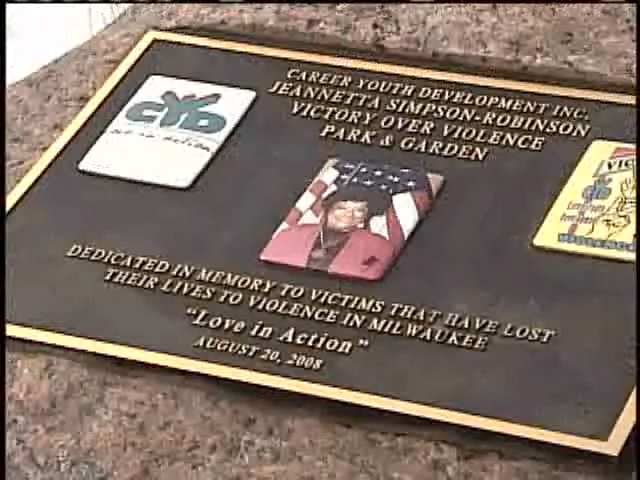 CAREER YOUTH DEVELOPMENT INC.
JEANNETTA SIMPSON-ROBINSON
VICTORY OVER VIOLENCE
PARK & GARDEN
CYD
VIC
DEDICATED IN MEMORY TO VICTIMS THAT HAVE LOST
THEIR LIVES TO VIOLENCE IN MILWAUKEE
"Love in Action"
AUGUST 20, 2008